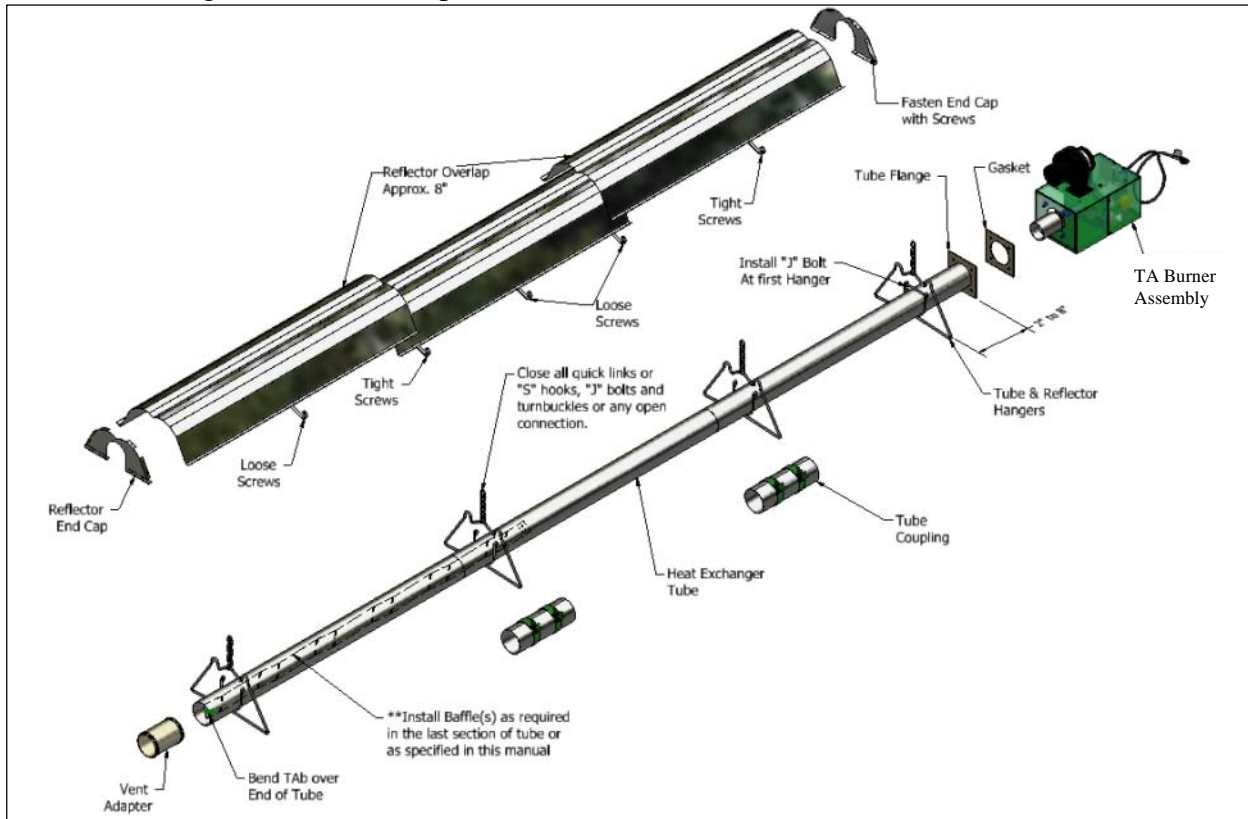 Fasten End Cap
with Screws
Reflector Overlap
Approx. 8"
Tube Flange
Gasket
Tight
Screws
Install "J" Bolt
At first Hanger
TA Burner
Assembly
Loose
Screws
2" to 8"
Close all quick links or
"S" hooks, "J" bolts and
turnbuckles or any open
connection.
Tight
Screws
Tube & Reflector
Hangers
Loose
Screws
Reflector
End Cap
Tube
Coupling
Heat Exchanger
Tube
**Install Baffle(s) as required
in the last section of tube or
as specified in this manual
Bend TAb over
End of Tube
Vent
Adapter